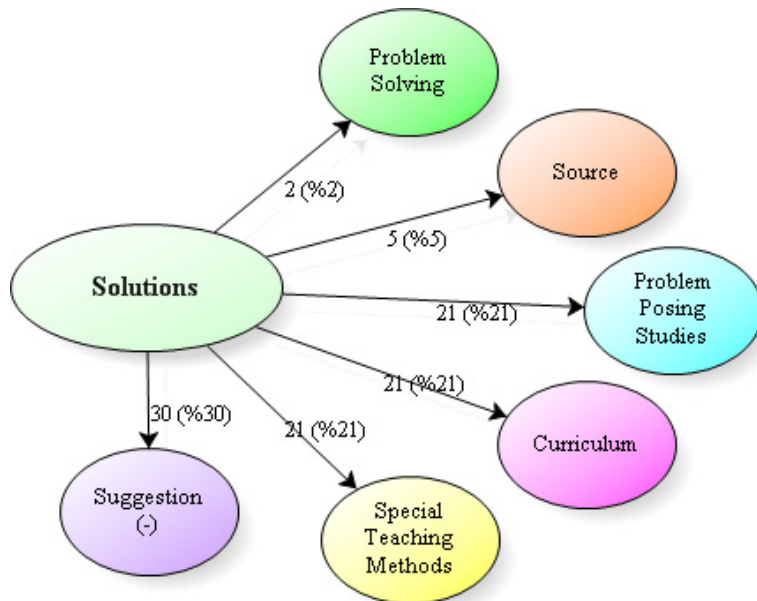 Problem
Solving
2 (%2)
Source
5 (%5)
Solutions
Problem
Posing
Studies
21 (%21)
21 (%21)
Curriculum
30 (%30)
21 (%21)
Suggestion
(-)
Special
Teaching
Methods